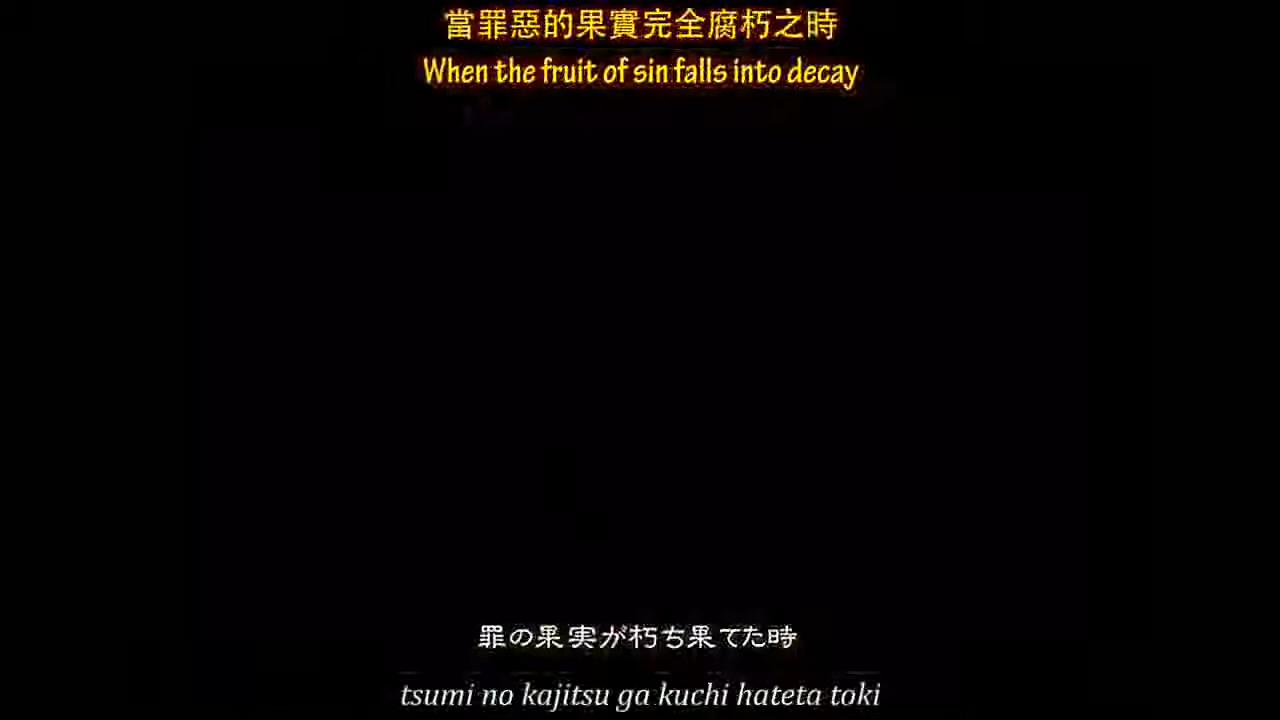 當罪惡的果實完全腐朽之時
When the fruit of sin falls into decay
罪の果実が朽ち果てた時
tsumi no kajitsu ga kuchi hateta toki